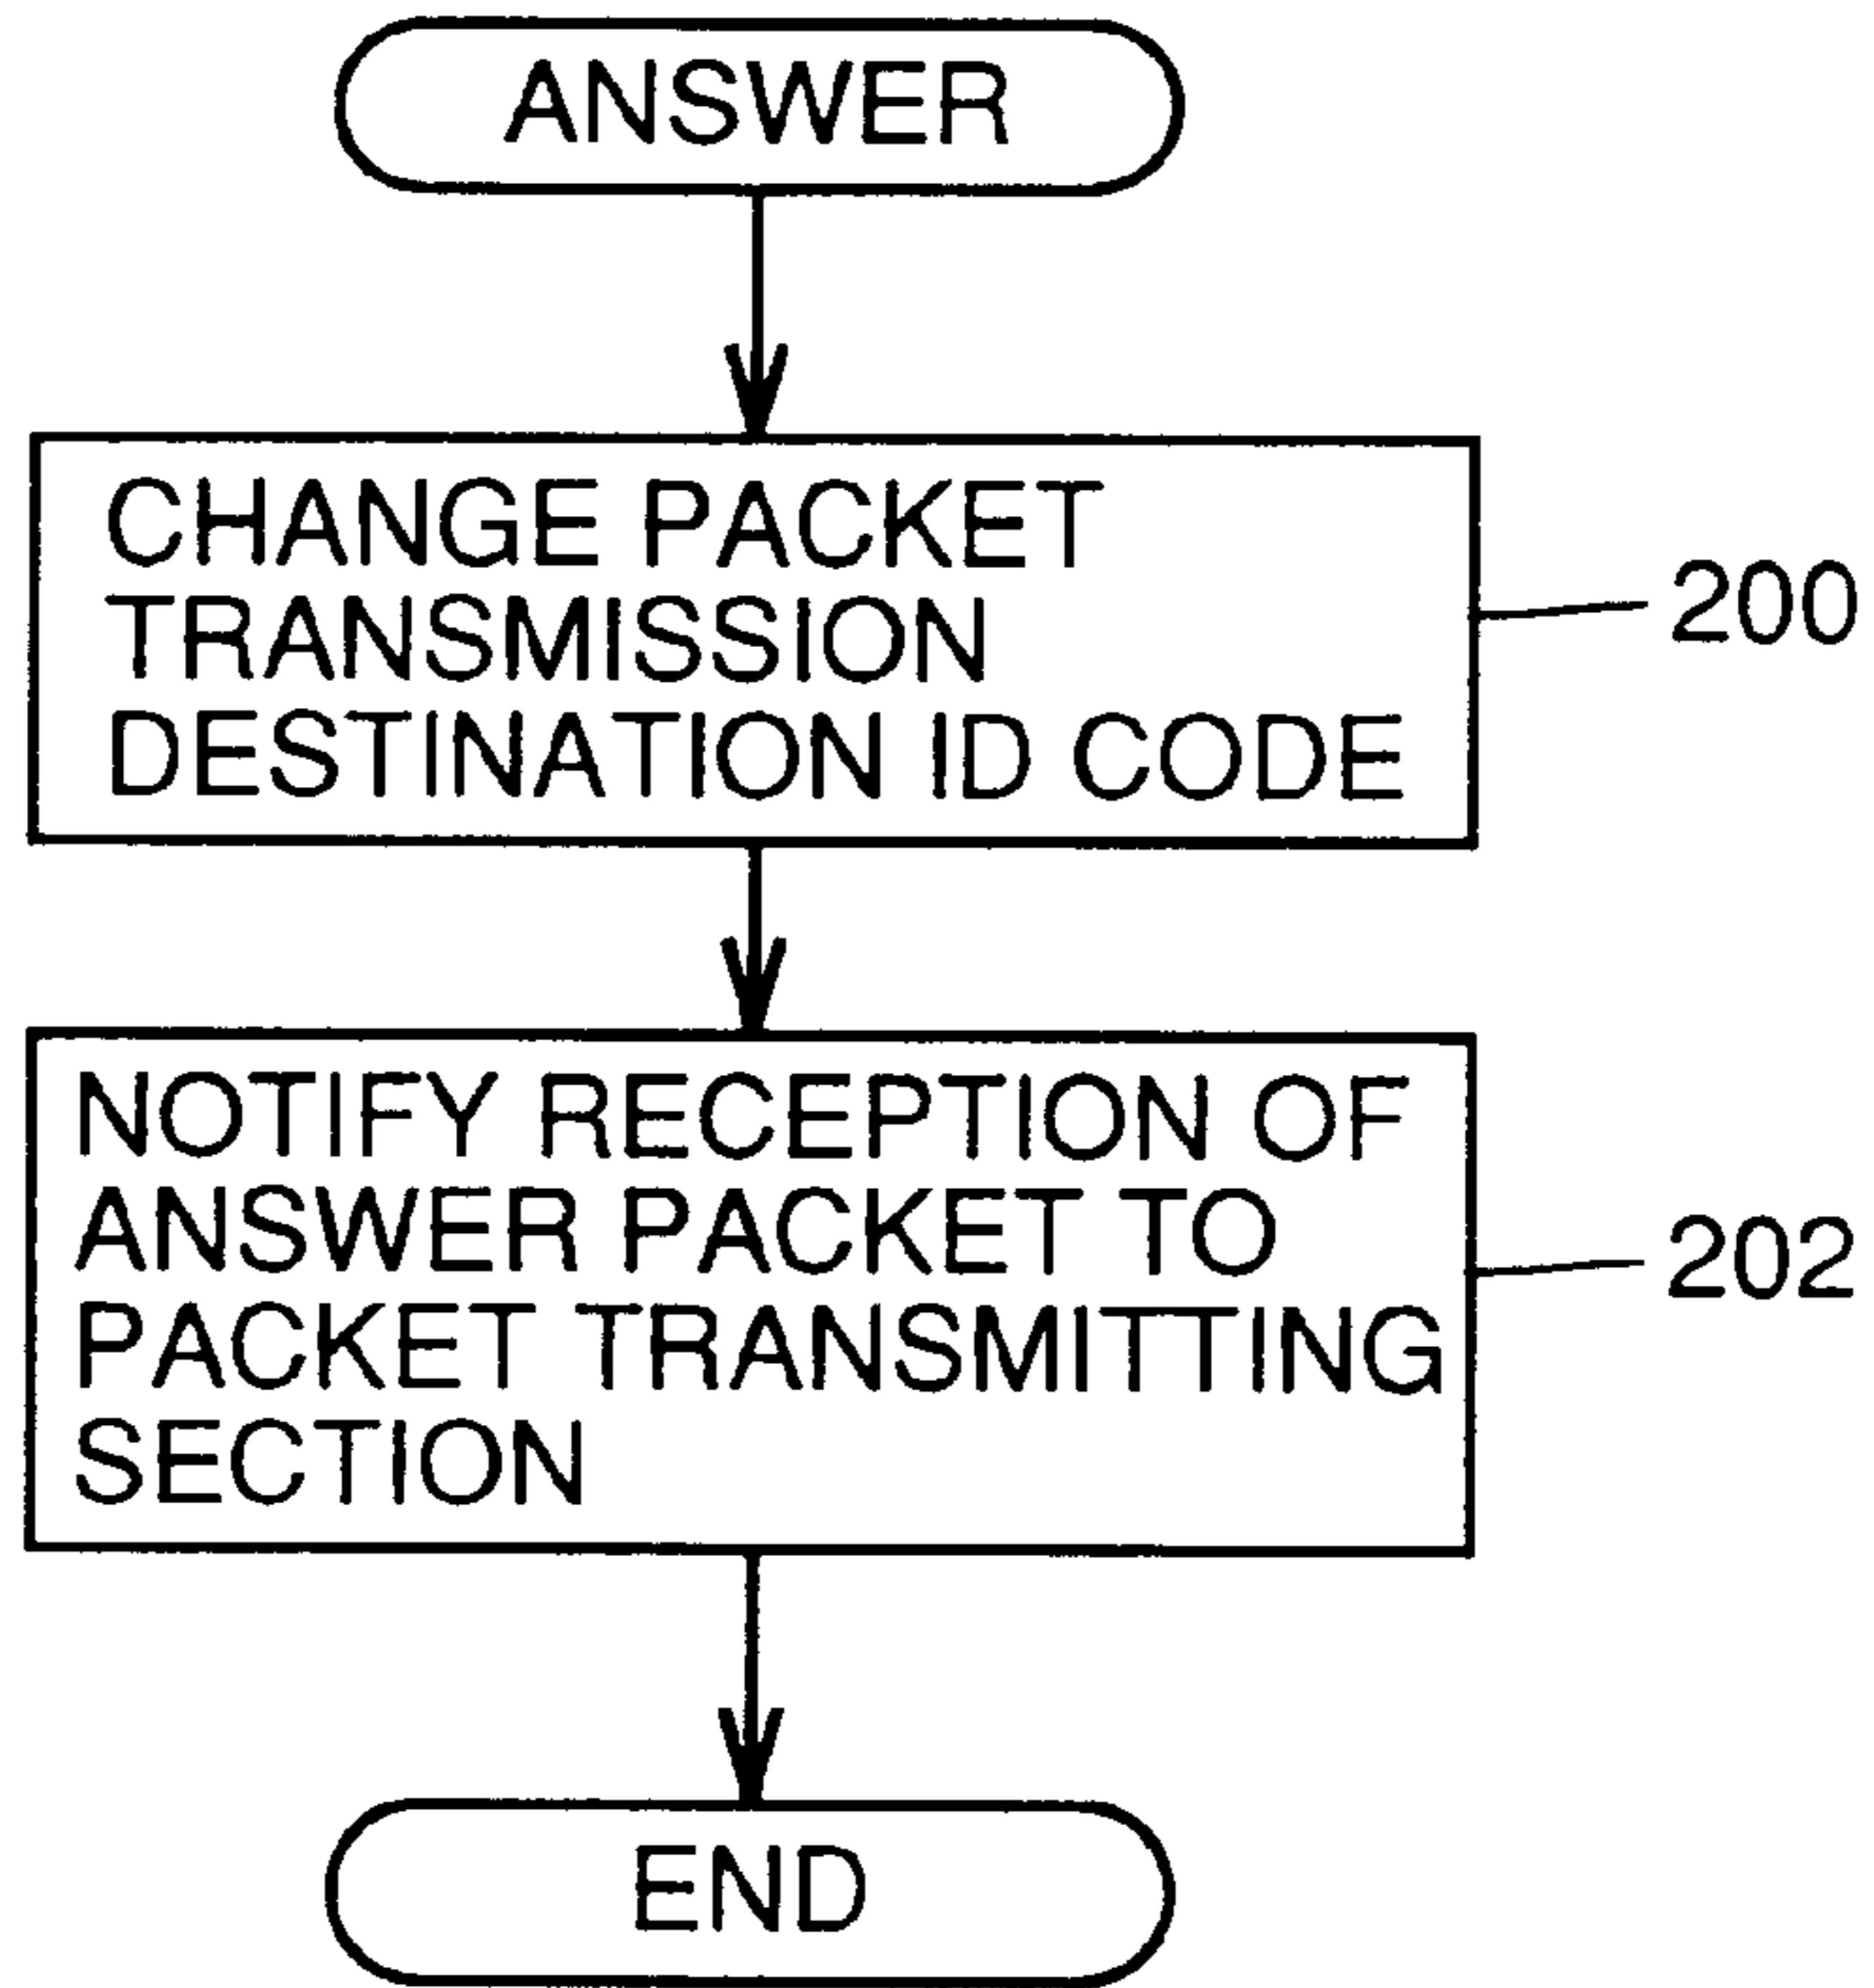 ANSWER
CHANGE PACKET
TRANSMISSION
DESTINATION ID CODE
200
NOTIFY RECEPTION OF
ANSWER PACKET TO
PACKET TRANSMITTING
SECTION
202
END